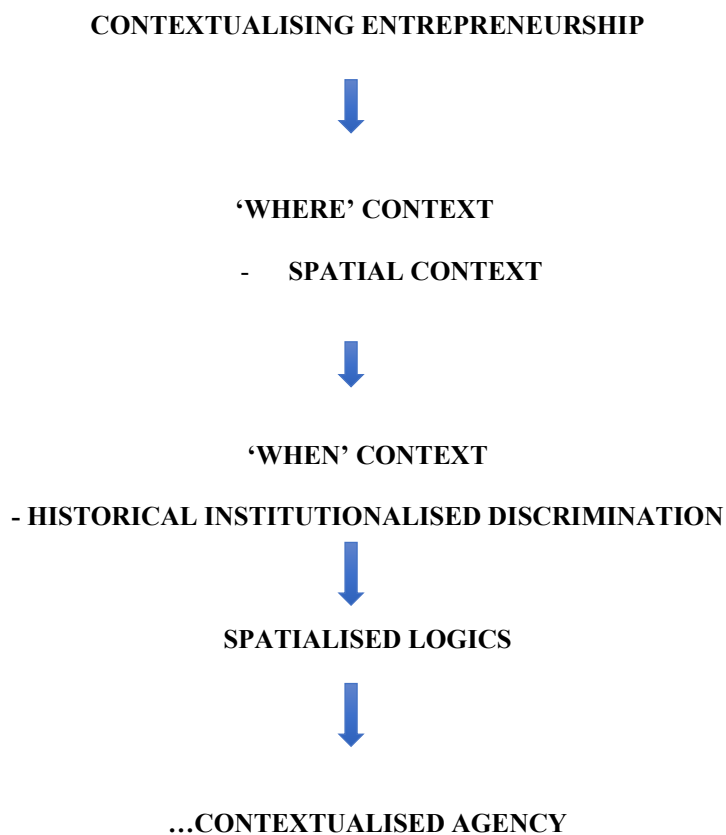 CONTEXTUALISING ENTREPRENEURSHIP
‘WHERE’ CONTEXT
- SPATIAL CONTEXT
‘WHEN’ CONTEXT
- HISTORICAL INSTITUTIONALISED DISCRIMINATION
SPATIALISED LOGICS
…CONTEXTUALISED AGENCY